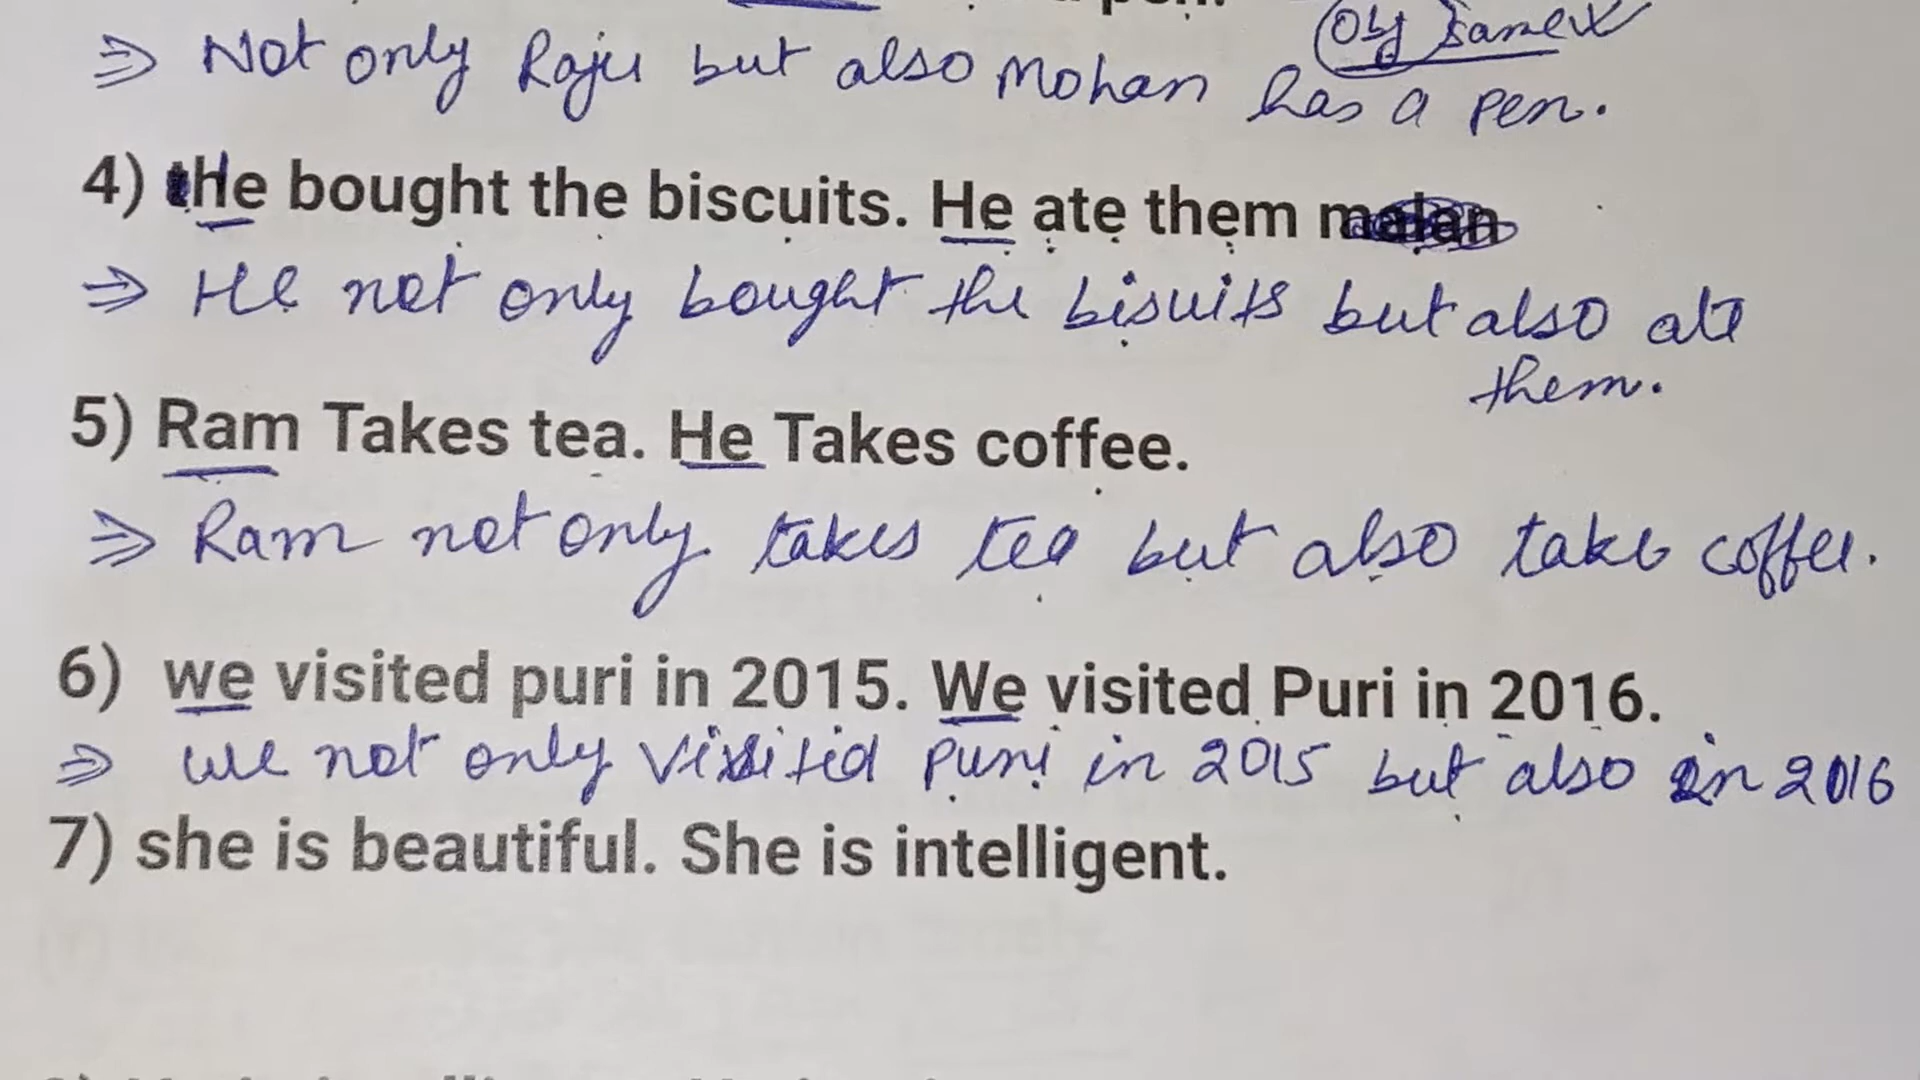 Obj same
⇒ Not only Raju but also Mohan has a pen.
4) He bought the biscuits. He ate them
⇒ He not only bought the bisuits but also ate
them.
5) Ram Takes tea. He Takes coffee.
⇒ Ram not only takes tea but also take coffee.
6) we visited puri in 2015. We visited Puri in 2016.
⇒ we not only visited puri in 2015 but also in 2016
7) she is beautiful. She is intelligent.